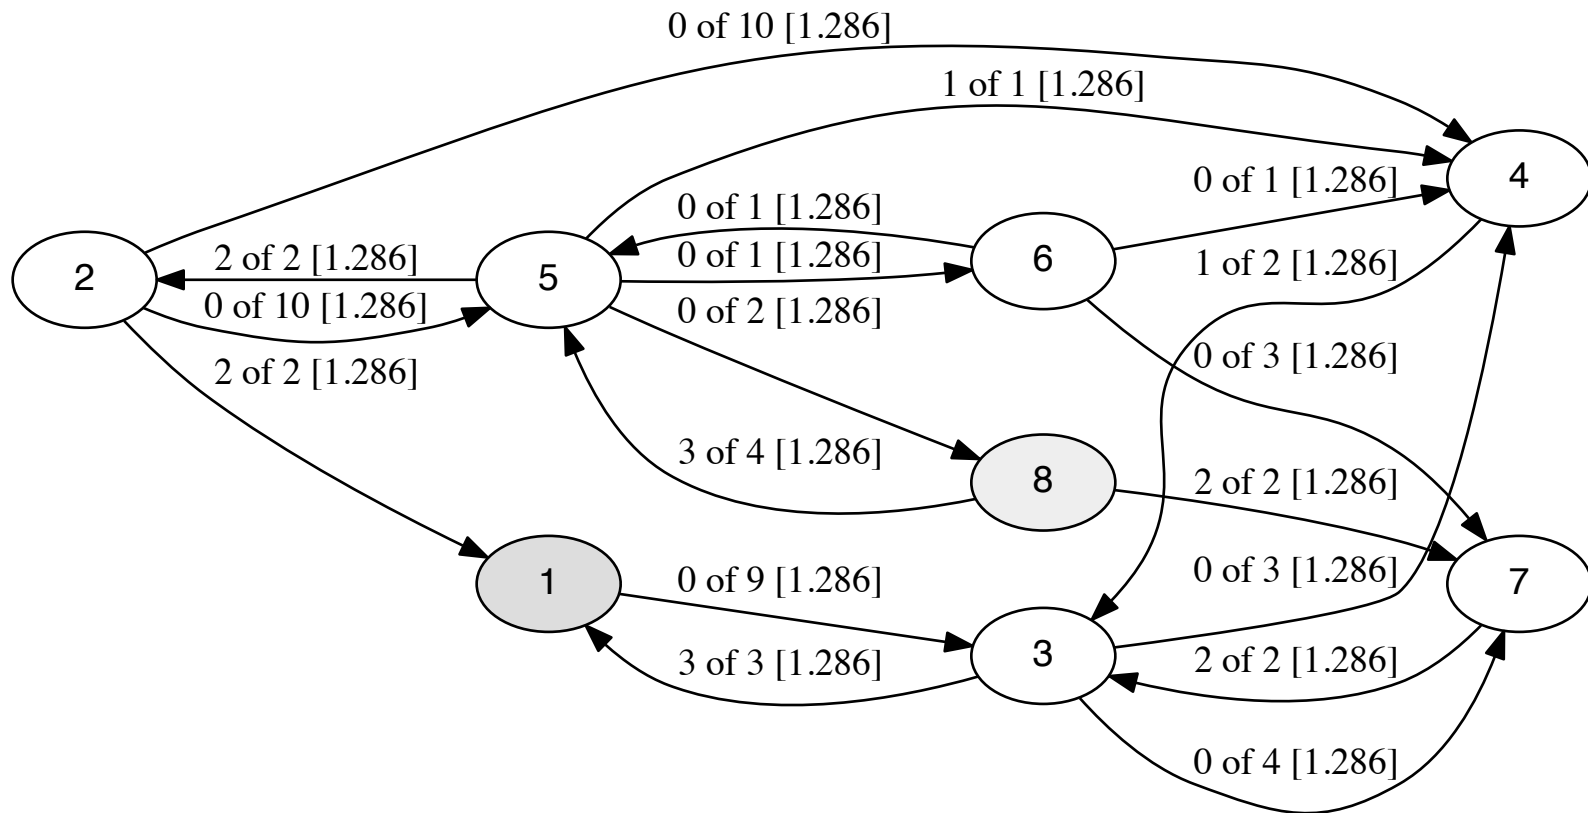 0 of 10 [1.286]
1 of 1 [1.286]
4
0 of 1 [1.286]
0 of 1 [1.286]
2
2 of 2 [1.286]
5
0 of 1 [1.286]
6
1 of 2 [1.286]
0 of 10 [1.286]
0 of 2 [1.286]
2 of 2 [1.286]
0 of 3 [1.286]
3 of 4 [1.286]
8
2 of 2 [1.286]
1
0 of 9 [1.286]
0 of 3 [1.286]
7
3 of 3 [1.286]
3
2 of 2 [1.286]
0 of 4 [1.286]